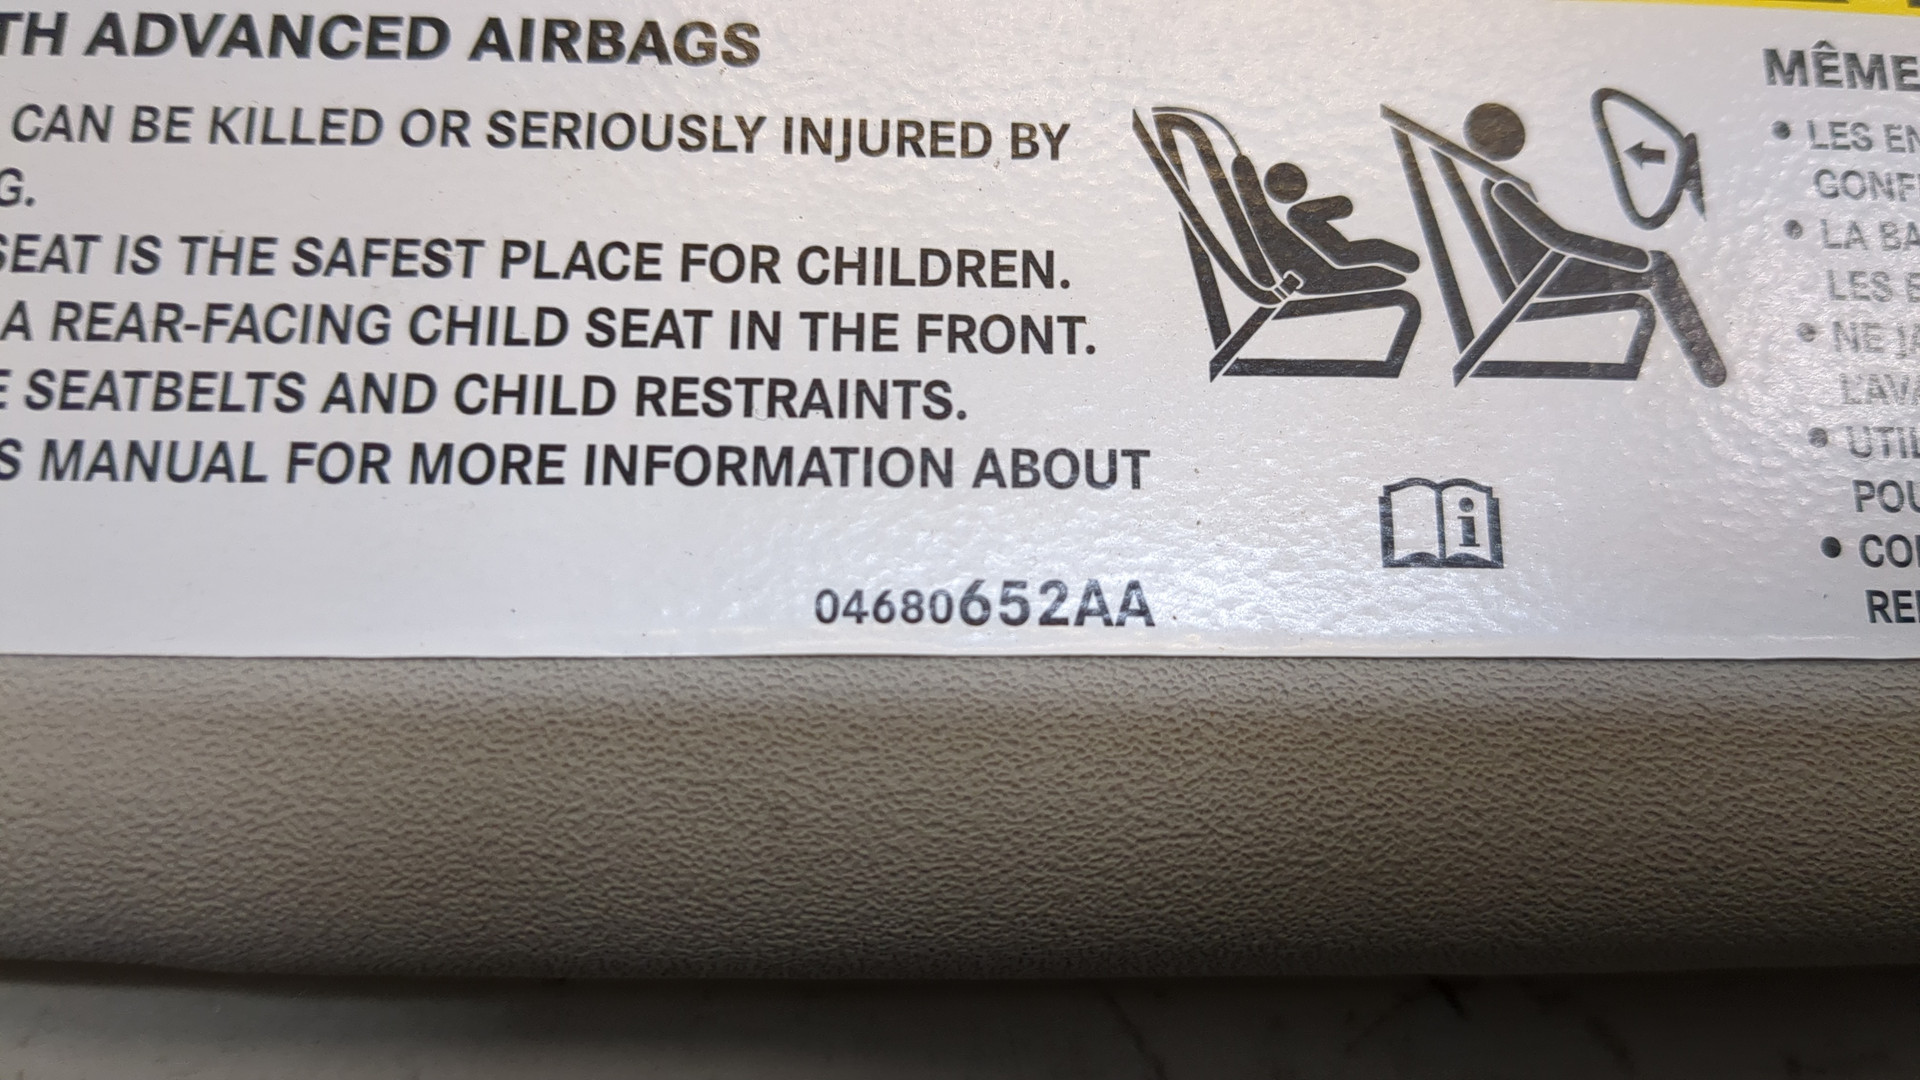 TH ADVANCED AIRBAGS
CAN BE KILLED OR SERIOUSLY INJURED BY
G.
SEAT IS THE SAFEST PLACE FOR CHILDREN.
A REAR-FACING CHILD SEAT IN THE FRONT.
E SEATBELTS AND CHILD RESTRAINTS.
S MANUAL FOR MORE INFORMATION ABOUT
04680652AA
i
MÊME
• LES EN
GONF
• LA BA
LES E
• NE JA
L'AVA
• UTIL
POU
• CO
RE